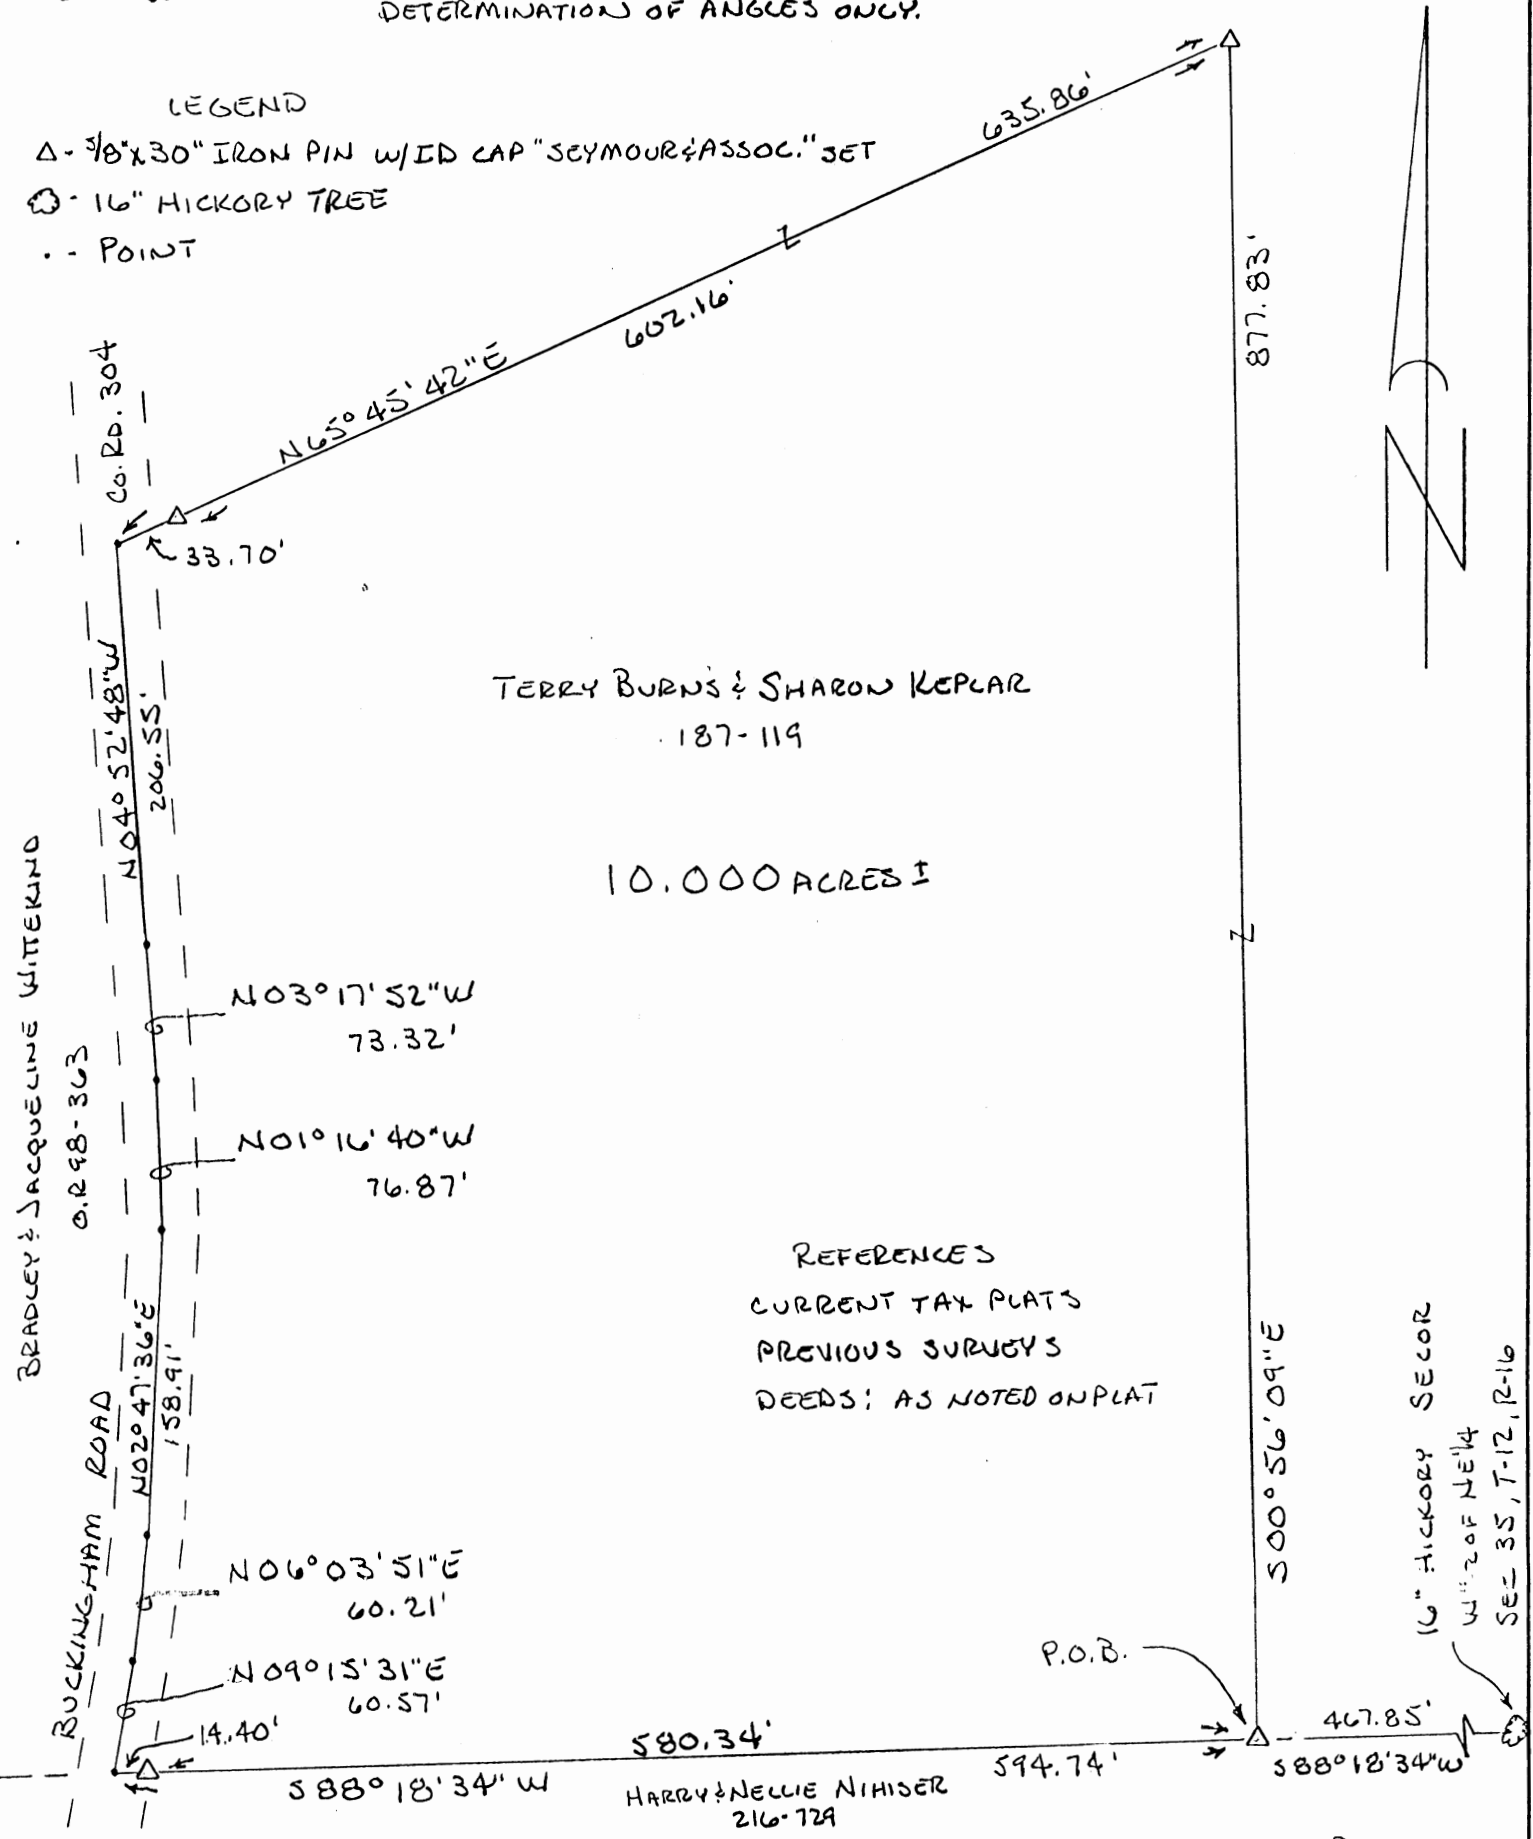 DETERMINATION OF ANGLES ONLY.
LEGEND
△ - 5/8"X30" IRON PIN W/ID CAP "SEYMOUR & ASSOC." SET
- 16" HICKORY TREE
· - POINT
635.86'
602.16'
N65° 45' 42"E
877.83'
N
CO. RD. 304
33.70'
N04° 52' 48"W
206.55'
TERRY BURNS & SHARON KEPLAR
187-119
10.000 ACRES ±
BRADLEY & JACQUELINE WITTEKIND
O.R 98-363
N03° 17' 52"W
73.32'
N01° 16' 40"W
76.87'
REFERENCES
CURRENT TAX PLATS
PREVIOUS SURVEYS
DEEDS: AS NOTED ON PLAT
N02° 47' 36"E
158.91'
BUCKINGHAM ROAD
S00° 56' 09"E
16" HICKORY SECOR
OF NE 1/4
SEC 35, T-12, R-16
N06° 03' 51"E
60.21'
N09° 15' 31"E
60.57'
P.O.B.
14.40'
580.34'
594.74'
467.85'
S88° 18' 34" W
S88° 18' 34" W
HARRY & NELLIE NIHISER
216-729